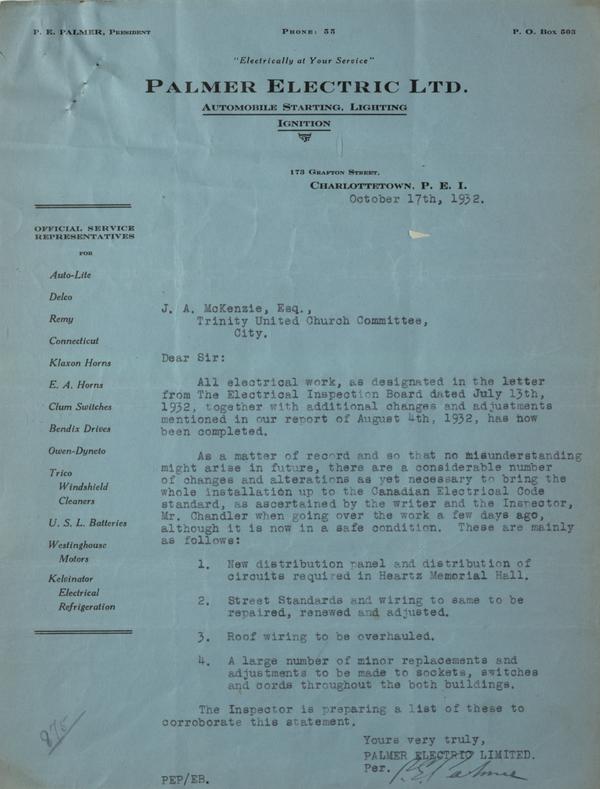 P. E. PALMER, PRESIDENT
PHONE: 55
P. O. BOX 503
"Electrically at Your Service"
PALMER ELECTRIC LTD.
AUTOMOBILE STARTING, LIGHTING
IGNITION
173 GRAFTON STREET,
CHARLOTTETOWN, P. E. I.
October 17th, 1932.
OFFICIAL SERVICE
REPRESENTATIVES
FOR
Auto-Lite
Delco
Remy
Connecticut
Klaxon Horns
E. A. Horns
Clum Switches
Bendix Drives
Owen-Dyneto
Trico
Windshield
Cleaners
U. S. L. Batteries
Westinghouse
Motors
Kelvinator
Electrical
Refrigeration
J. A. McKenzie, Esq.,
Trinity United Church Committee,
City.
Dear Sir:
All electrical work, as designated in the letter
from The Electrical Inspection Board dated July 13th,
1932, together with additional changes and adjustments
mentioned in our report of August 4th, 1932, has now
been completed.
As a matter of record and so that no misunderstanding
might arise in future, there are a considerable number
of changes and alterations as yet necessary to bring the
whole installation up to the Canadian Electrical Code
standard, as ascertained by the writer and the Inspector,
Mr. Chandler when going over the work a few days ago,
although it is now in a safe condition. These are mainly
as follows:
1. New distribution panel and distribution of
circuits required in Heartz Memorial Hall.
2. Street Standards and wiring to same to be
repaired, renewed and adjusted.
3. Roof wiring to be overhauled.
4. A large number of minor replacements and
adjustments to be made to sockets, switches
and cords throughout the both buildings.
The Inspector is preparing a list of these to
corroborate this statement.
Yours very truly,
PALMER ELECTRIC LIMITED.
Per. P.E. Palmer
PEP/EB.